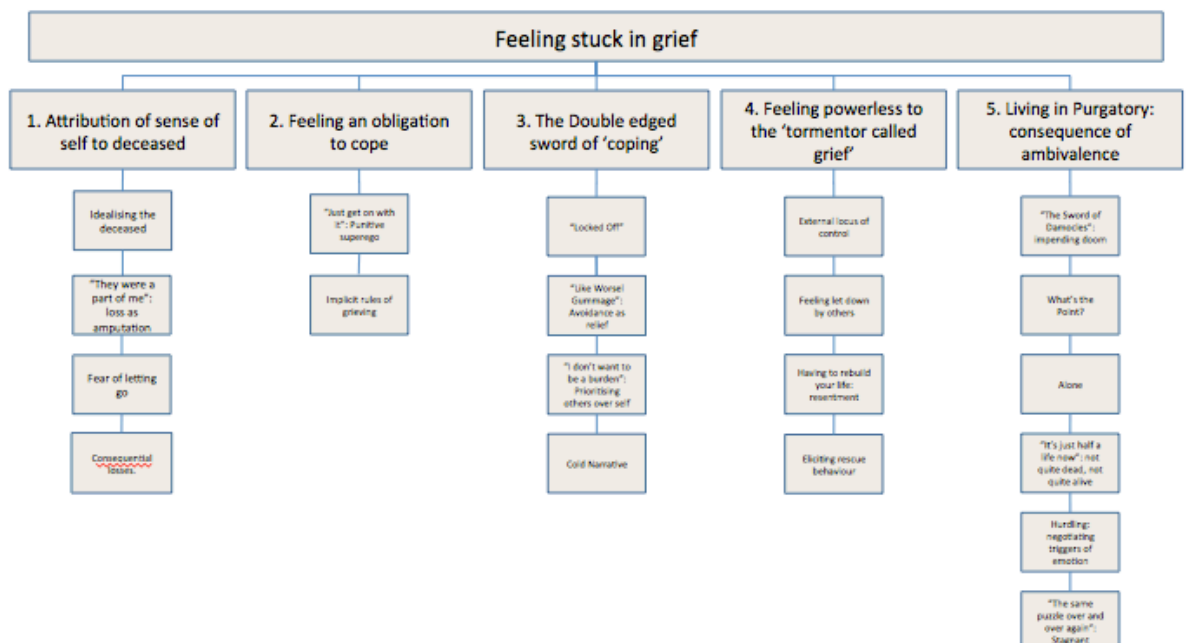 Feeling stuck in grief
1. Attribution of sense of
self to deceased
Idealising the
deceased
"They were a
part of me":
loss as
amputation
Fear of letting
go
Consequential
losses.
2. Feeling an obligation
to cope
"Just get on with
it": Punitive
superego
Implicit rules of
grieving
3. The Double edged
sword of ‘coping’
"Locked Off"
"Like Worsel
Gummage":
Avoidance as
relief
"I don't want to
be a burden":
Prioritising
others over self
Cold Narrative
4. Feeling powerless to
the ‘tormentor called
grief’
External locus of
control
Feeling let down
by others
Having to rebuild
your life:
resentment
Eliciting rescue
behaviour
5. Living in Purgatory:
consequence of
ambivalence
"The Sword of
Damocles":
impending doom
What's the
Point?
Alone
"It's just half a
life now": not
quite dead, not
quite alive
Hurdling:
negotiating
triggers of
emotion
"The same
puzzle over and
over again":
Stagnant